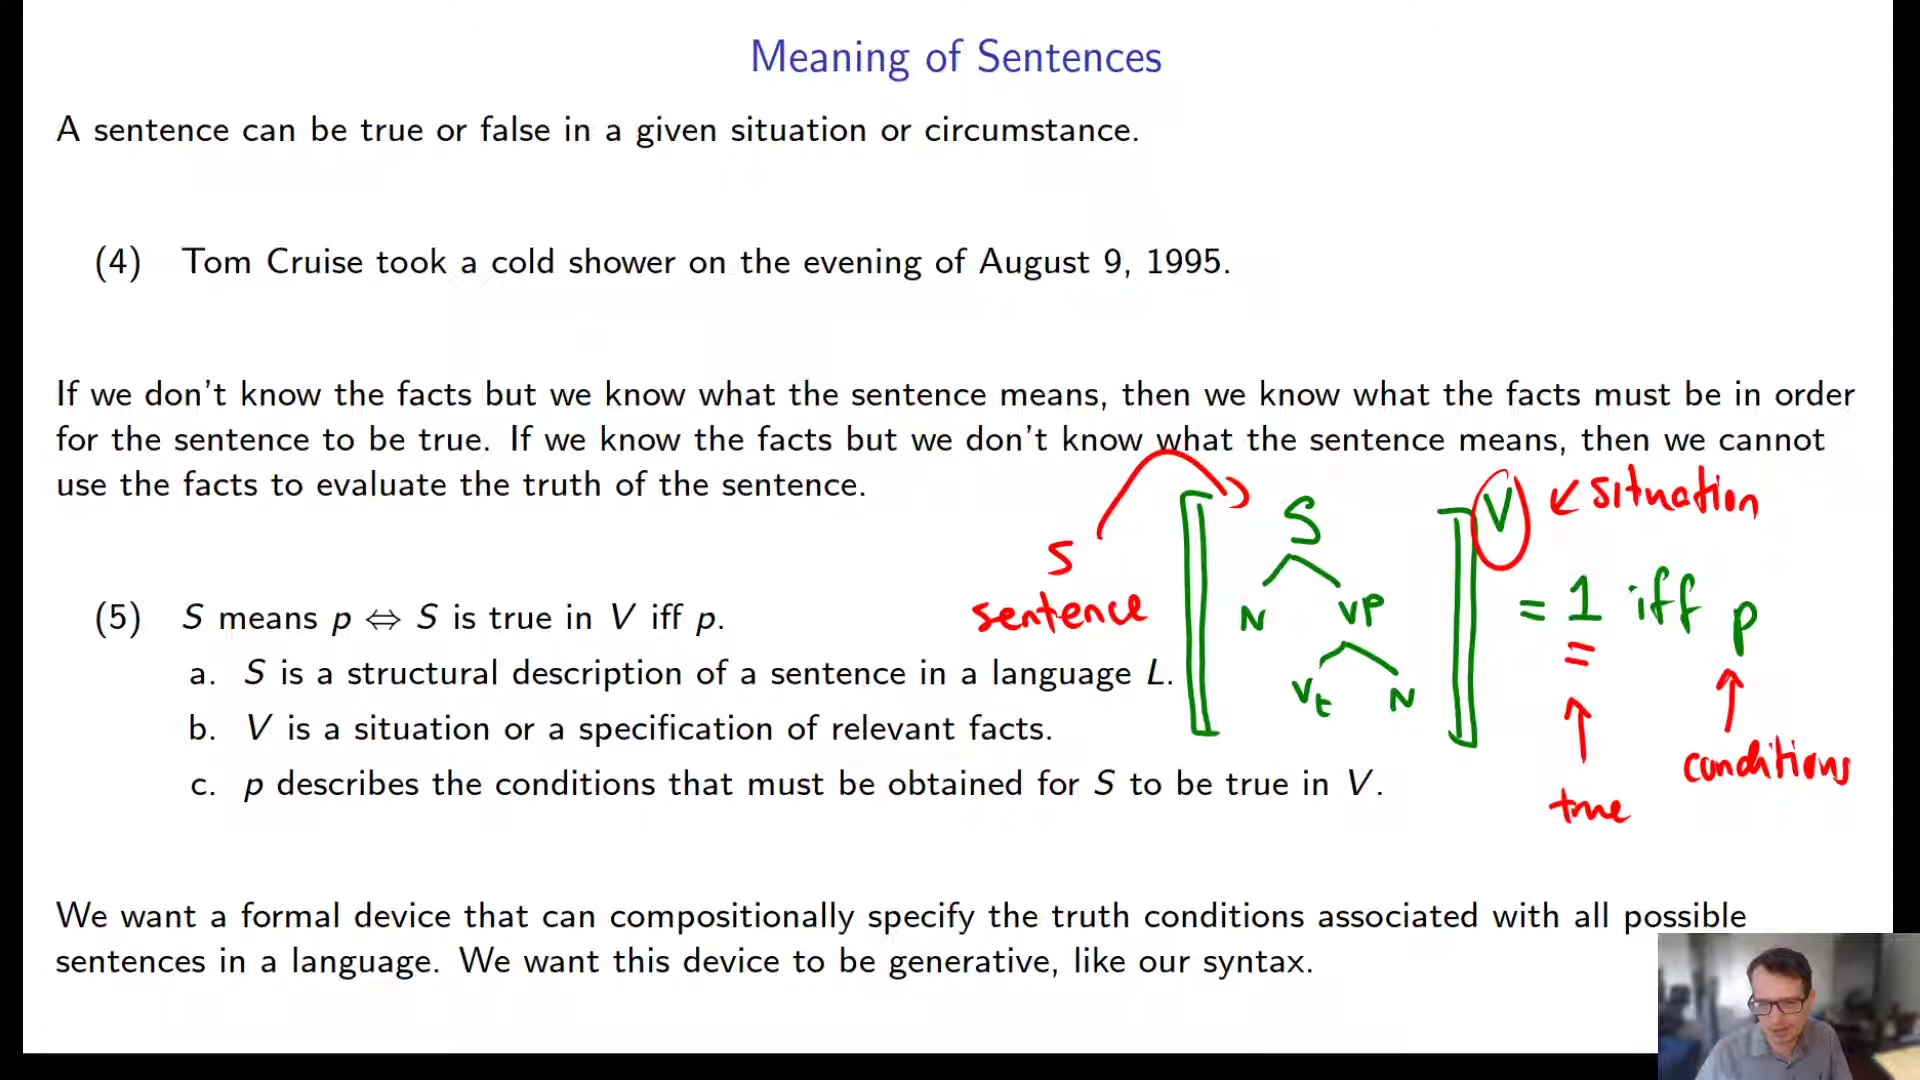 Meaning of Sentences
A sentence can be true or false in a given situation or circumstance.
(4) Tom Cruise took a cold shower on the evening of August 9, 1995.
If we don't know the facts but we know what the sentence means, then we know what the facts must be in order
for the sentence to be true. If we know the facts but we don't know what the sentence means, then we cannot
use the facts to evaluate the truth of the sentence.
(5) S means p ⇔ S is true in V iff p.
a. S is a structural description of a sentence in a language L.
b. V is a situation or a specification of relevant facts.
c. p describes the conditions that must be obtained for S to be true in V.
S
sentence
S
N VP
Vt N
V
situation
= 1 iff p
true
conditions
We want a formal device that can compositionally specify the truth conditions associated with all possible
sentences in a language. We want this device to be generative, like our syntax.